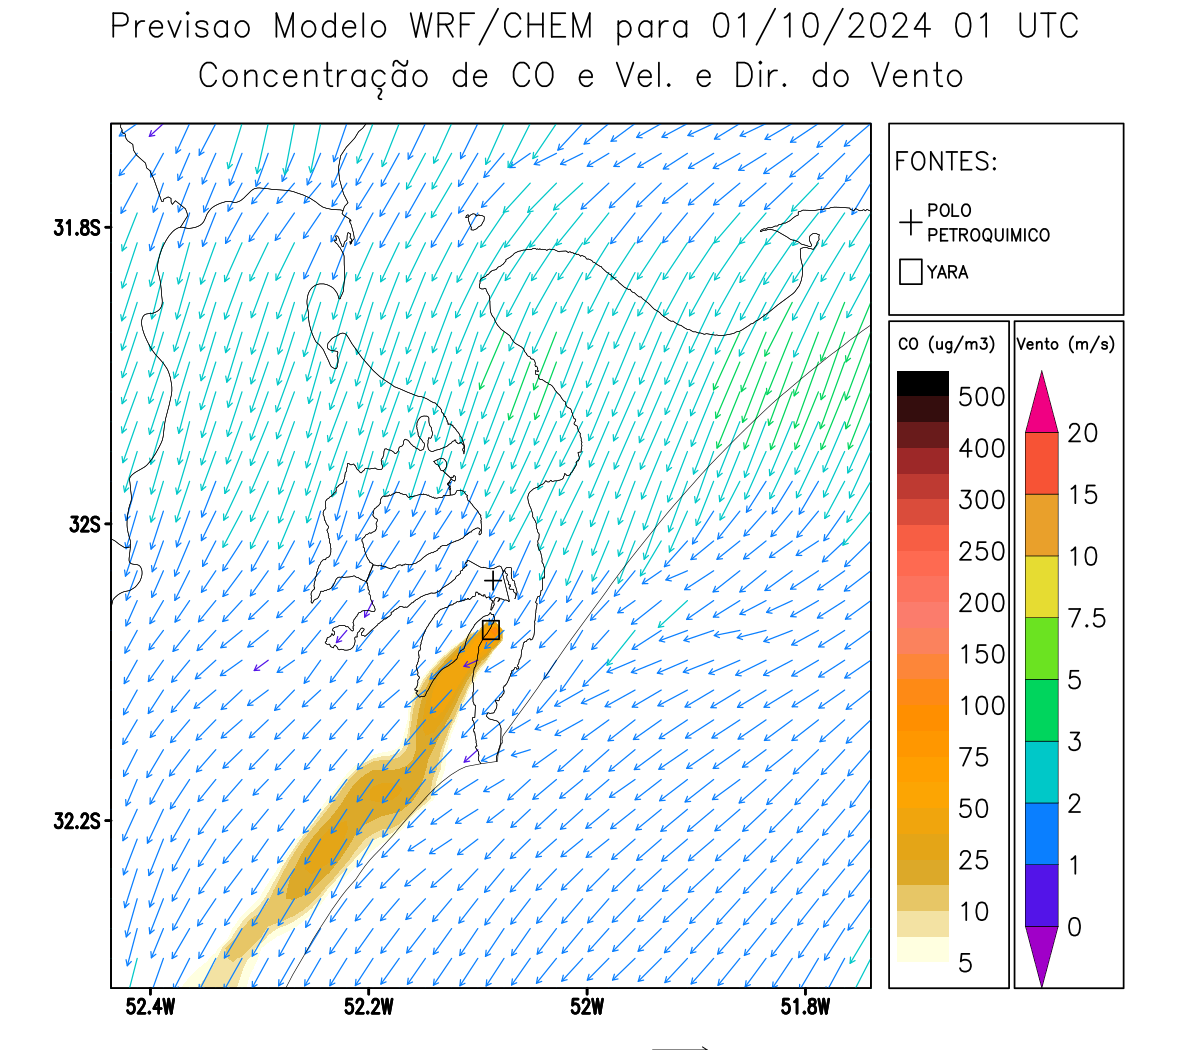 Previsao Modelo WRF/CHEM para 01/10/2024 01 UTC
Concentração de CO e Vel. e Dir. do Vento
FONTES:
POLO
PETROQUIMICO
YARA
CO (ug/m3)
500
400
300
250
200
150
100
75
50
25
10
5
Vento (m/s)
20
15
10
7.5
5
3
2
1
0
31.8S
32S
32.2S
52.4W
52.2W
52W
51.8W